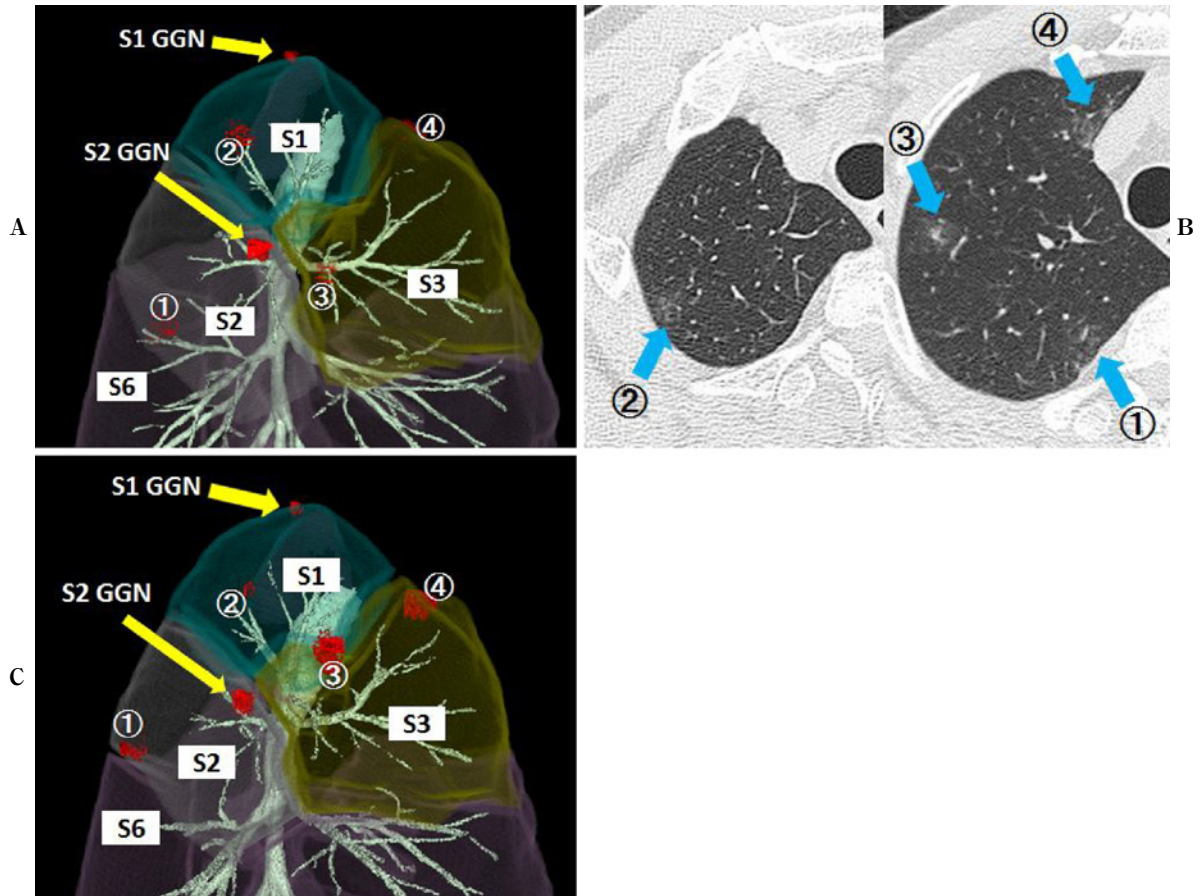 A
S1 GGN
S2 GGN
②
S1
④
①
S2
③
S3
S6
B
④
③
②
①
C
S1 GGN
S2 GGN
②
S1
④
③
①
S2
S3
S6